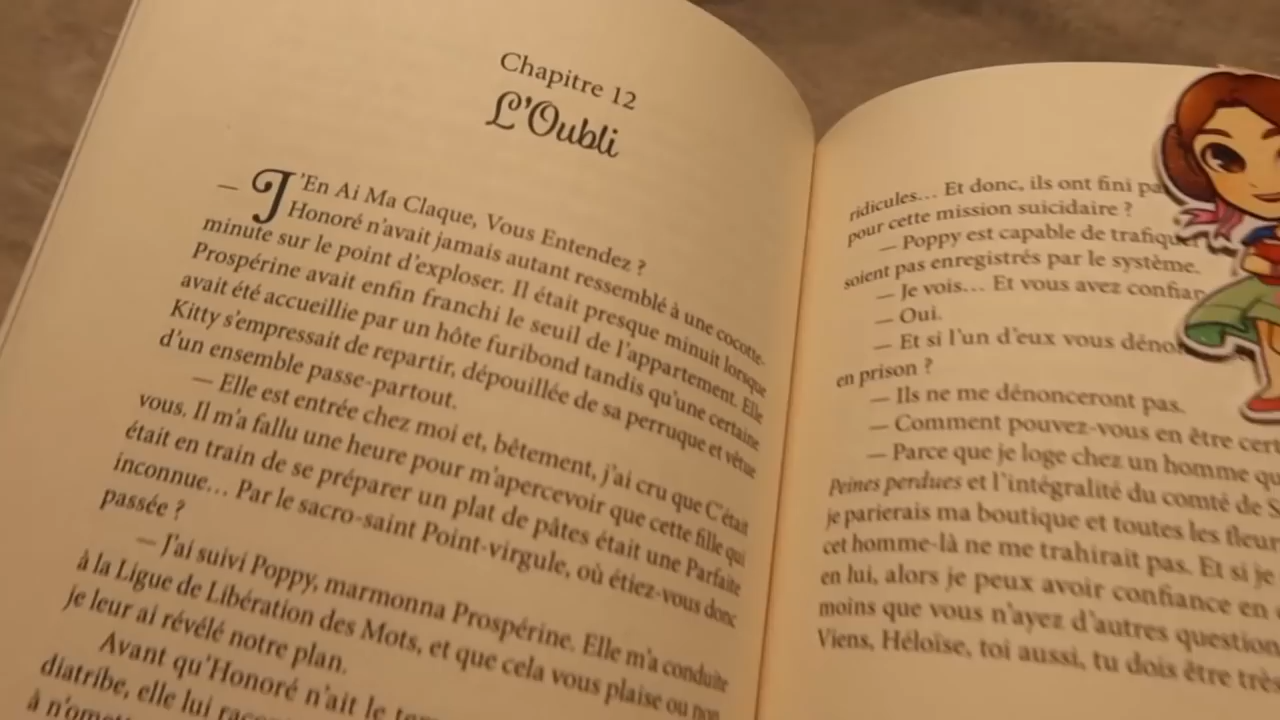 Chapitre 12
L'Oubli
— J'En Ai Ma Claque, Vous Entendez ?
Honoré n'avait jamais autant ressemblé à une cocotte-
minute sur le point d'exploser. Il était presque minuit lorsque
Prospérine avait enfin franchi le seuil de l'appartement. Elle
avait été accueillie par un hôte furibond tandis qu'une certaine
Kitty s'empressait de repartir, dépouillée de sa perruque et vêtue
d'un ensemble passe-partout.
— Elle est entrée chez moi et, bêtement, j'ai cru que C'était
vous. Il m'a fallu une heure pour m'apercevoir que cette fille qui
était en train de se préparer un plat de pâtes était une Parfaite
inconnue… Par le sacro-saint Point-virgule, où étiez-vous donc
passée ?
— J'ai suivi Poppy, marmonna Prospérine. Elle m'a conduite
à la Ligue de Libération des Mots, et que cela vous plaise ou non,
je leur ai révélé notre plan.
Avant qu'Honoré n'ait le
diatribe, elle lui
à
ridicules… Et donc, ils ont fini
pour cette mission suicidaire ?
— Poppy est capable de
soient pas enregistrés par le système.
— Je vois… Et vous avez
— Oui.
— Et si l'un d'eux vous
en prison ?
— Ils ne me dénonceront pas.
— Comment pouvez-vous en être
— Parce que je loge chez un homme
Peines perdues et l'intégralité du comté de
je parierais ma boutique et toutes les
cet homme-là ne me trahirait pas. Et si je
en lui, alors je peux avoir confiance en
moins que vous n'ayez d'autres
Viens, Héloïse, toi aussi, tu dois être